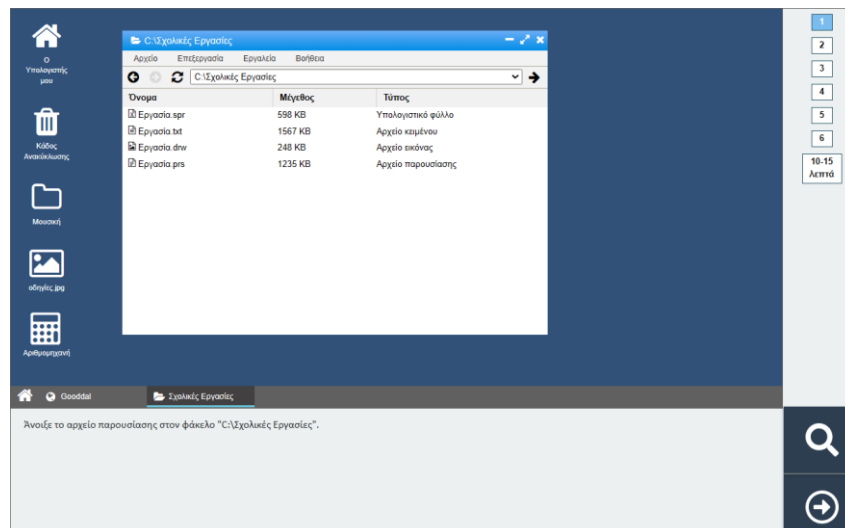 Ο
Υπολογιστής
μου
Κάδος
Ανακύκλωσης
Μουσική
οδηγίες.jpg
Αριθμομηχανή
C:\Σχολικές Εργασίες
Αρχείο Επεξεργασία Εργαλεία Βοήθεια
C:\Σχολικές Εργασίες
Όνομα Μέγεθος Τύπος
Εργασία.spr 598 KB Υπολογιστικό φύλλο
Εργασία.txt 1567 KB Αρχείο κειμένου
Εργασία.drw 248 KB Αρχείο εικόνας
Εργασία.prs 1235 KB Αρχείο παρουσίασης
Gooddal Σχολικές Εργασίες
Άνοιξε το αρχείο παρουσίασης στον φάκελο "C:\Σχολικές Εργασίες".
1
2
3
4
5
6
10-15
λεπτά